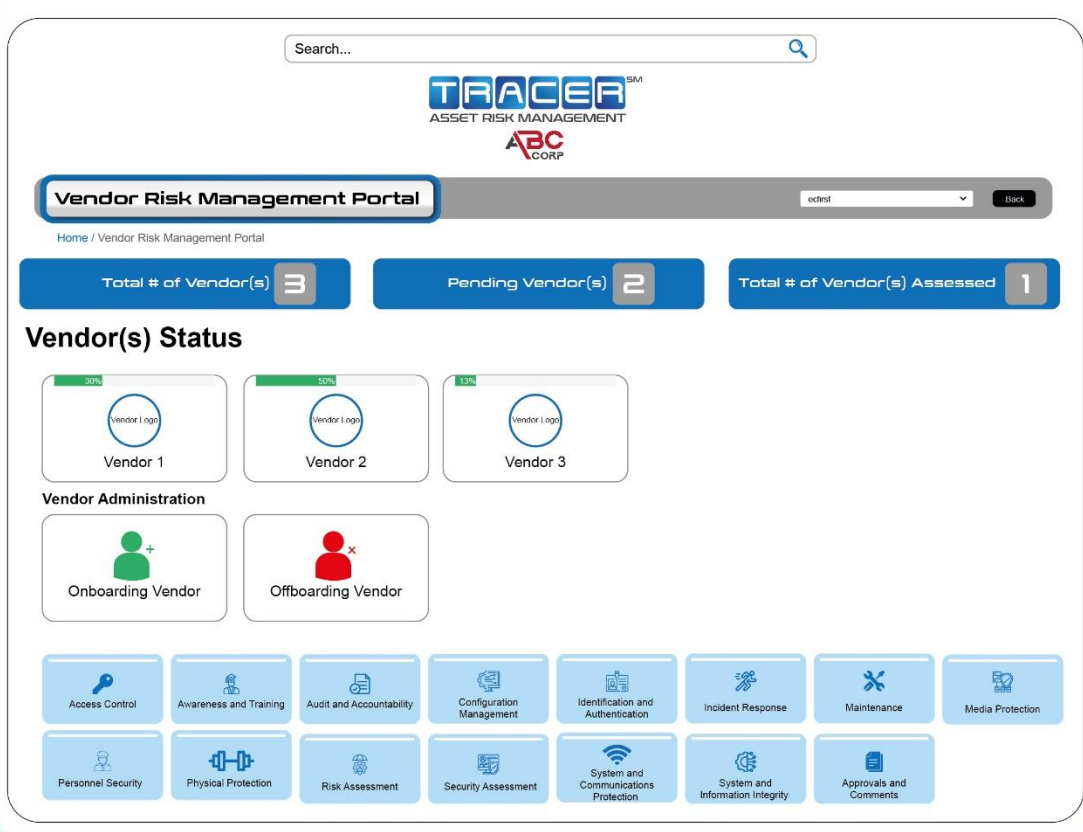 Search...
TRACER SM
ASSET RISK MANAGEMENT
ABC
CORP
Vendor Risk Management Portal
ecfirst
Back
Home / Vendor Risk Management Portal
Total # of Vendor(s) 3
Pending Vendor(s) 2
Total # of Vendor(s) Assessed 1
Vendor(s) Status
30%
50%
13%
Vendor Logo
Vendor Logo
Vendor Logo
Vendor 1
Vendor 2
Vendor 3
Vendor Administration
Onboarding Vendor
Offboarding Vendor
Access Control
Awareness and Training
Audit and Accountability
Configuration
Management
Identification and
Authentication
Incident Response
Maintenance
Media Protection
Personnel Security
Physical Protection
Risk Assessment
Security Assessment
System and
Communications
Protection
System and
Information Integrity
Approvals and
Comments